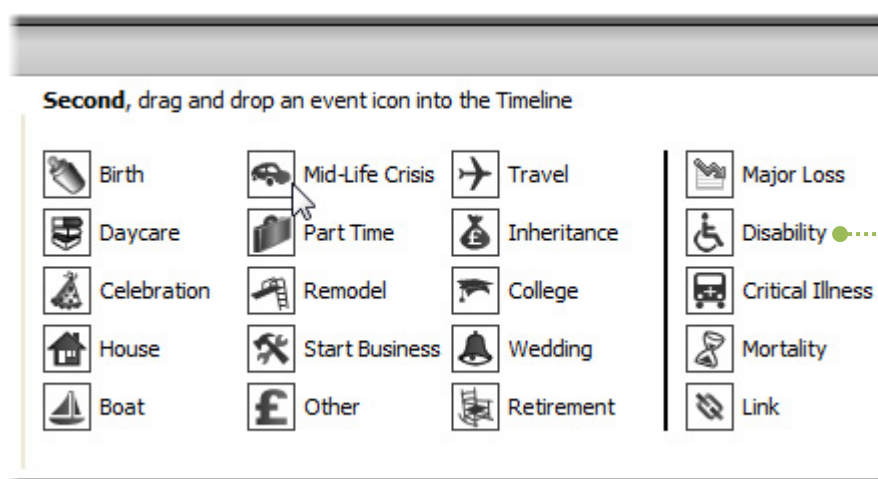 Second, drag and drop an event icon into the Timeline
Birth Mid-Life Crisis Travel Major Loss
Daycare Part Time Inheritance Disability
Celebration Remodel College Critical Illness
House Start Business Wedding Mortality
Boat Other Retirement Link